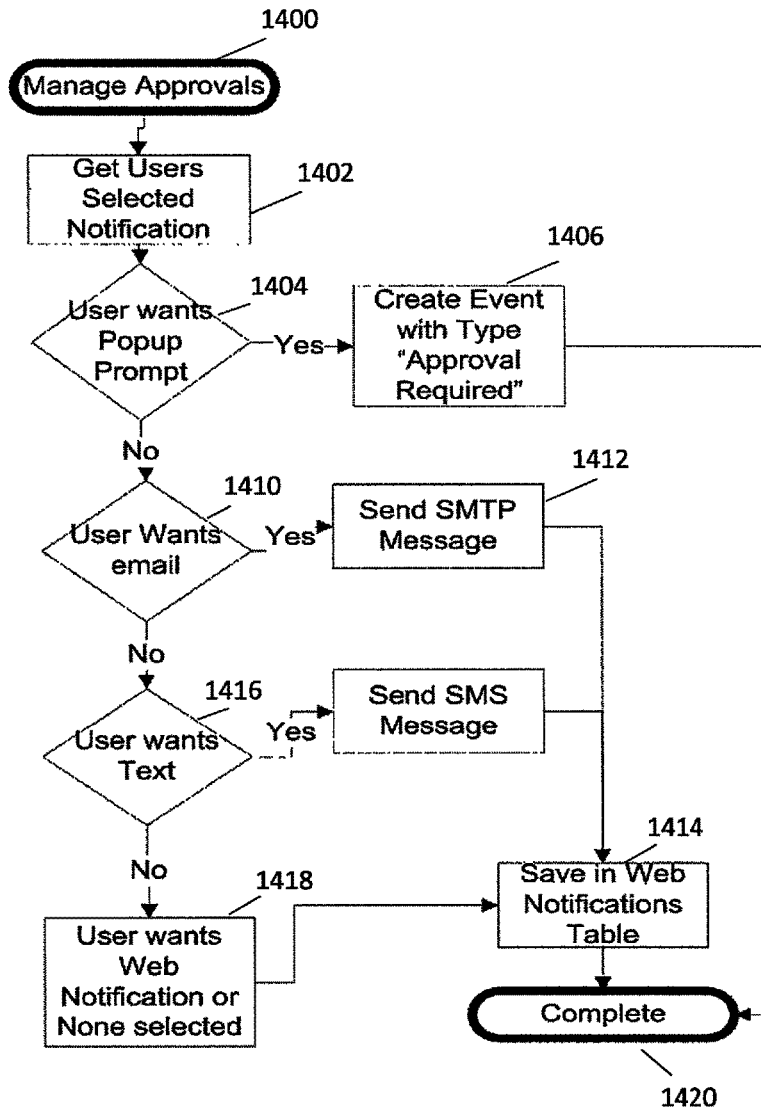 1400
Manage Approvals
Get Users
Selected
Notification
1402
1404
User wants
Popup
Prompt
Yes
1406
Create Event
with Type
“Approval
Required”
No
1410
User Wants
email
Yes
1412
Send SMTP
Message
No
1416
User wants
Text
Yes
Send SMS
Message
No
1418
User wants
Web
Notification or
None selected
1414
Save in Web
Notifications
Table
Complete
1420